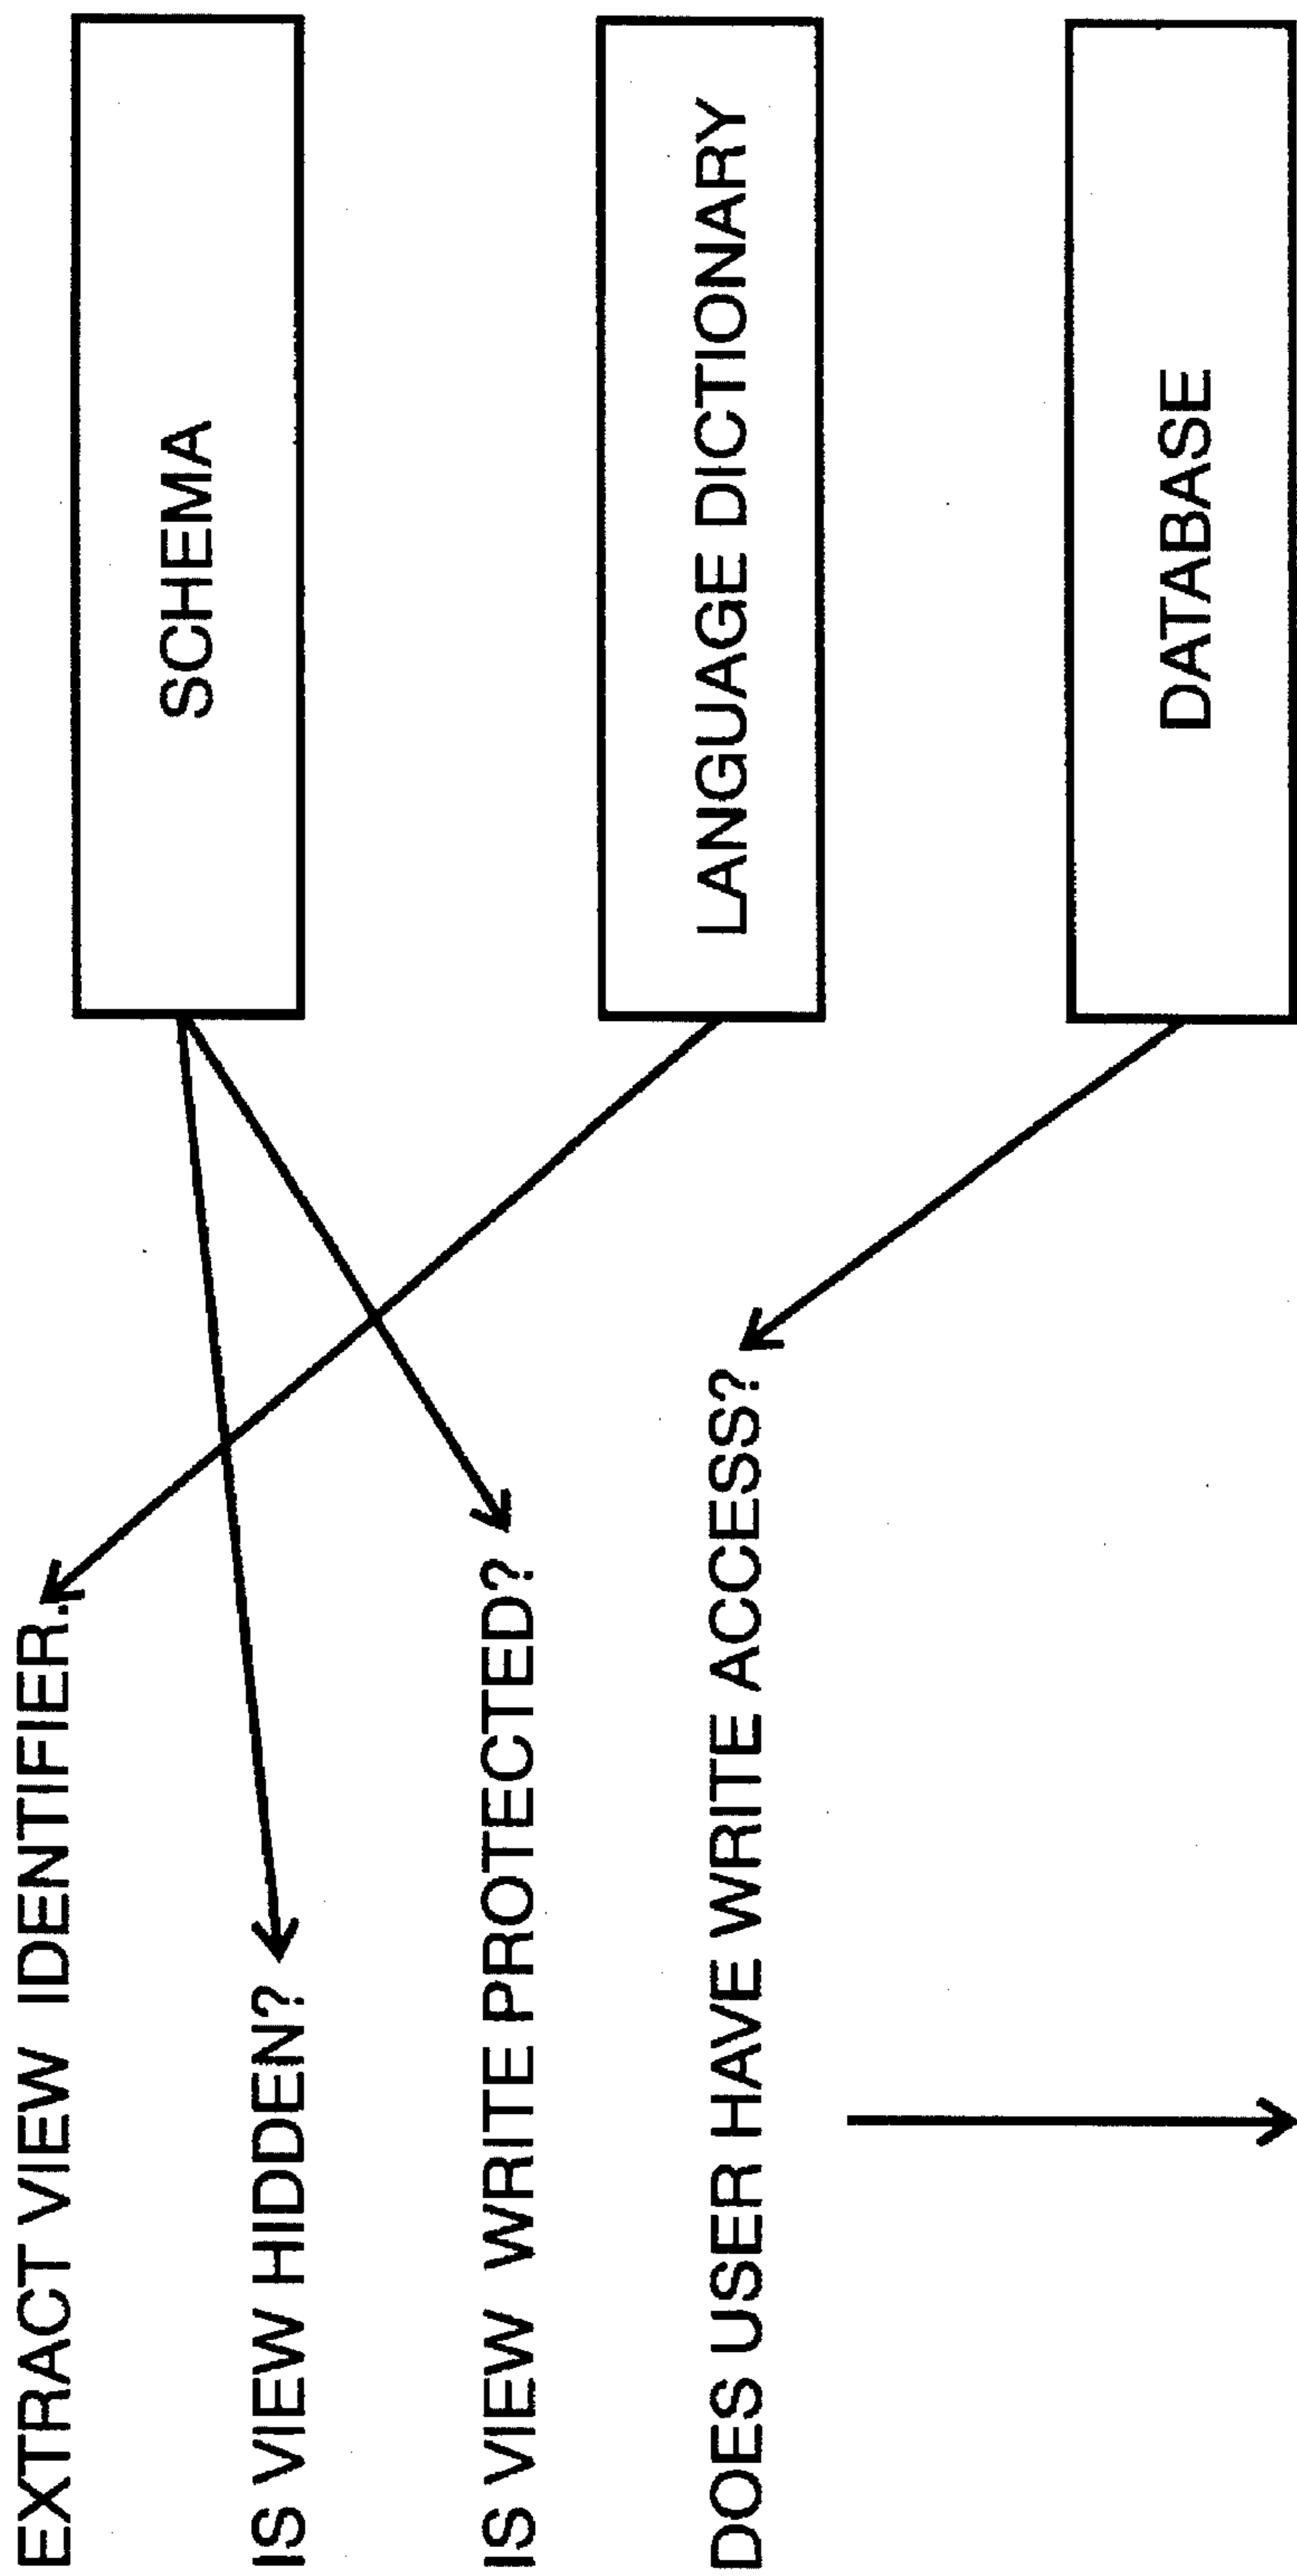 EXTRACT VIEW IDENTIFIER.
IS VIEW HIDDEN?
IS VIEW WRITE PROTECTED?
DOES USER HAVE WRITE ACCESS?
SCHEMA
LANGUAGE DICTIONARY
DATABASE